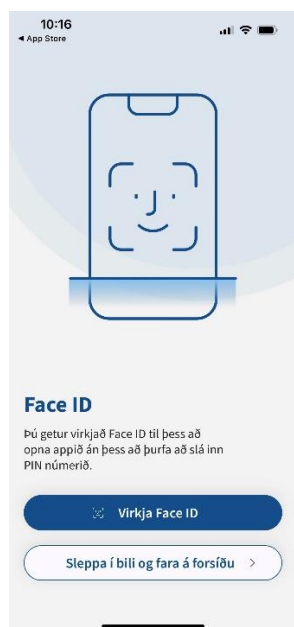 10:16
◀ App Store
Face ID
Þú getur virkjað Face ID til þess að
opna appið án þess að þurfa að slá inn
PIN númerið.
Virkja Face ID
Sleppa í bili og fara á forsíðu >